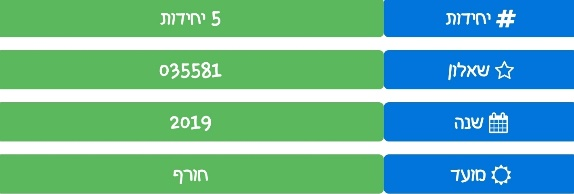 # יחידות 5 יחידות
שאלון 035581
שנה 2019
מועד חורף